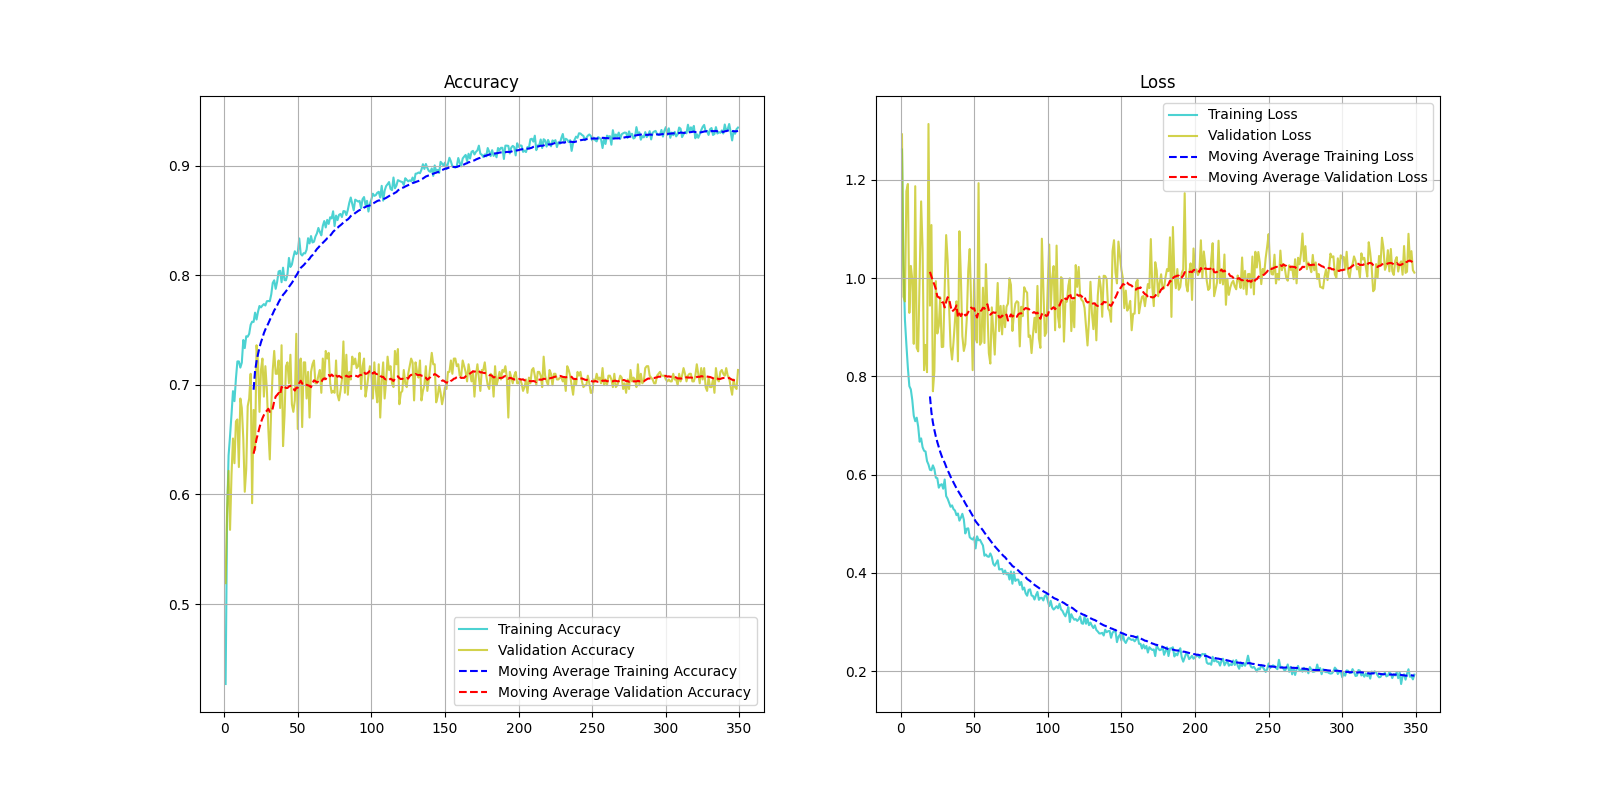 Accuracy
0.9
0.8
0.7
0.6
0.5
0 50 100 150 200 250 300 350
Training Accuracy
Validation Accuracy
Moving Average Training Accuracy
Moving Average Validation Accuracy
Loss
1.2
1.0
0.8
0.6
0.4
0.2
0 50 100 150 200 250 300 350
Training Loss
Validation Loss
Moving Average Training Loss
Moving Average Validation Loss